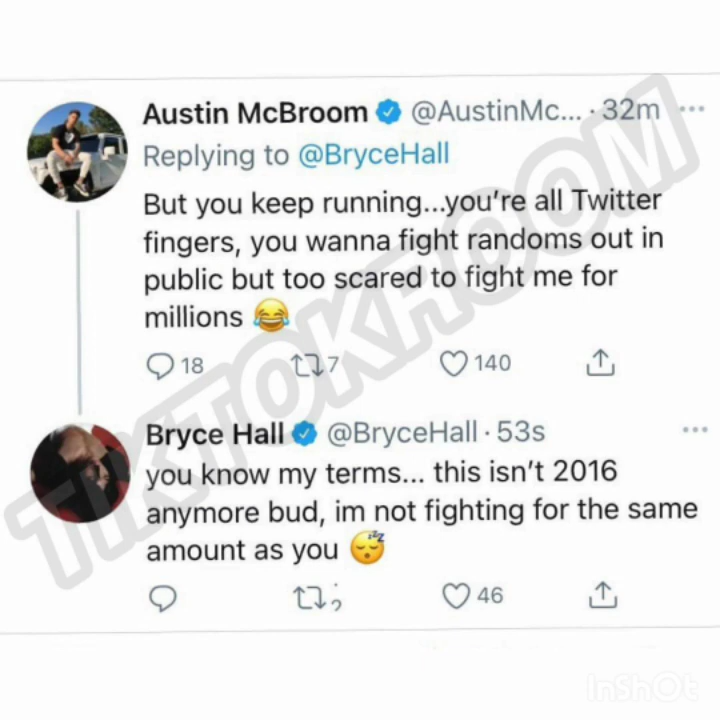 Austin McBroom @AustinMc... · 32m
Replying to @BryceHall
But you keep running...you're all Twitter
fingers, you wanna fight randoms out in
public but too scared to fight me for
millions 😂
18 7 140
Bryce Hall @BryceHall · 53s
you know my terms... this isn't 2016
anymore bud, im not fighting for the same
amount as you 😴
46
TIKTOKROOM
InShOt